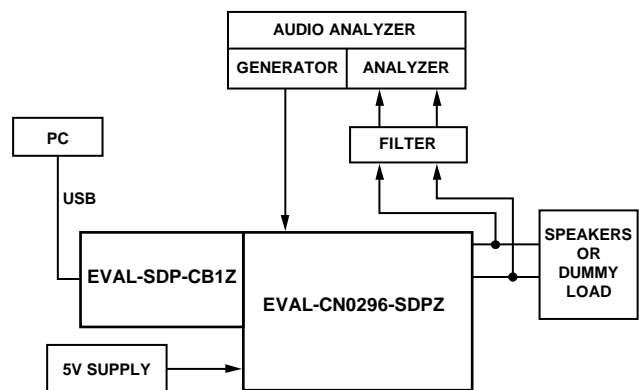 AUDIO ANALYZER
GENERATOR
ANALYZER
PC
FILTER
USB
SPEAKERS
OR
DUMMY
LOAD
EVAL-SDP-CB1Z
EVAL-CN0296-SDPZ
5V SUPPLY